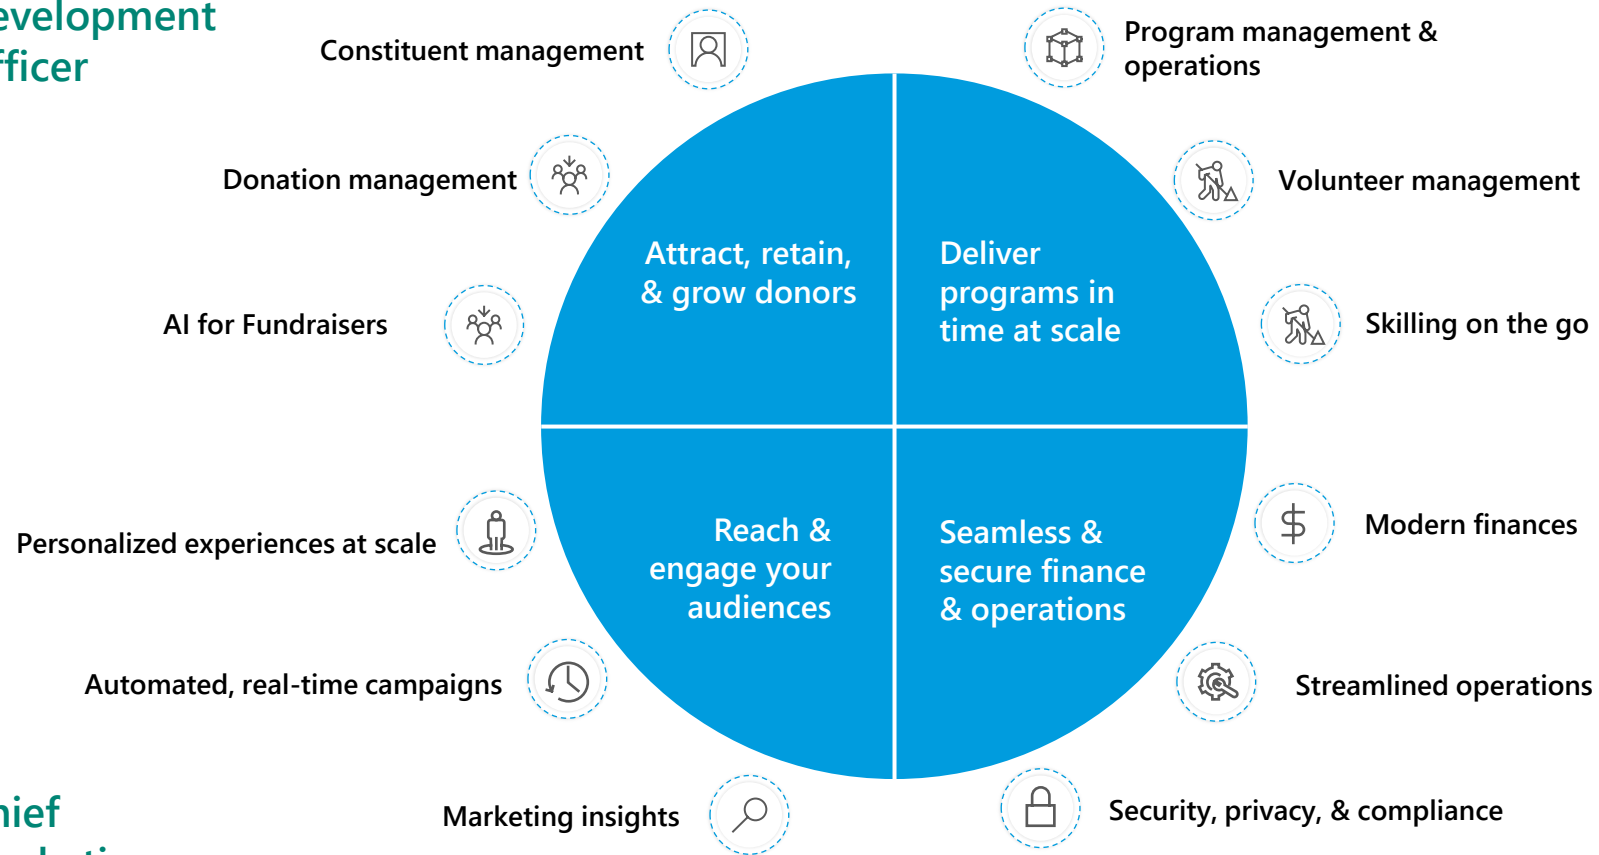 evelopment
fficer
Constituent management
Donation management
AI for Fundraisers
Attract, retain,
& grow donors
Program management &
operations
Volunteer management
Skilling on the go
Deliver
programs in
time at scale
Personalized experiences at scale
Automated, real-time campaigns
Marketing insights
Reach &
engage your
audiences
Seamless &
secure finance
& operations
Modern finances
Streamlined operations
Security, privacy, & compliance
hief